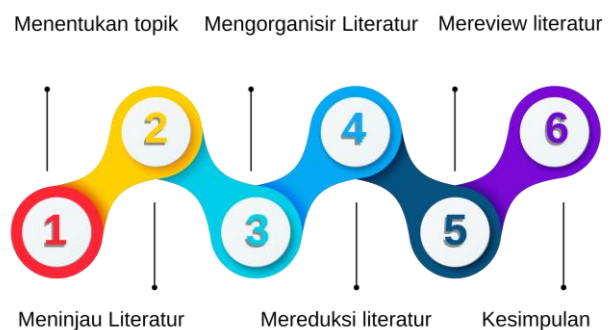 Menentukan topik
Mengorganisir Literatur
Mereview literatur
1
2
3
4
5
6
Meninjau Literatur
Mereduksi literatur
Kesimpulan